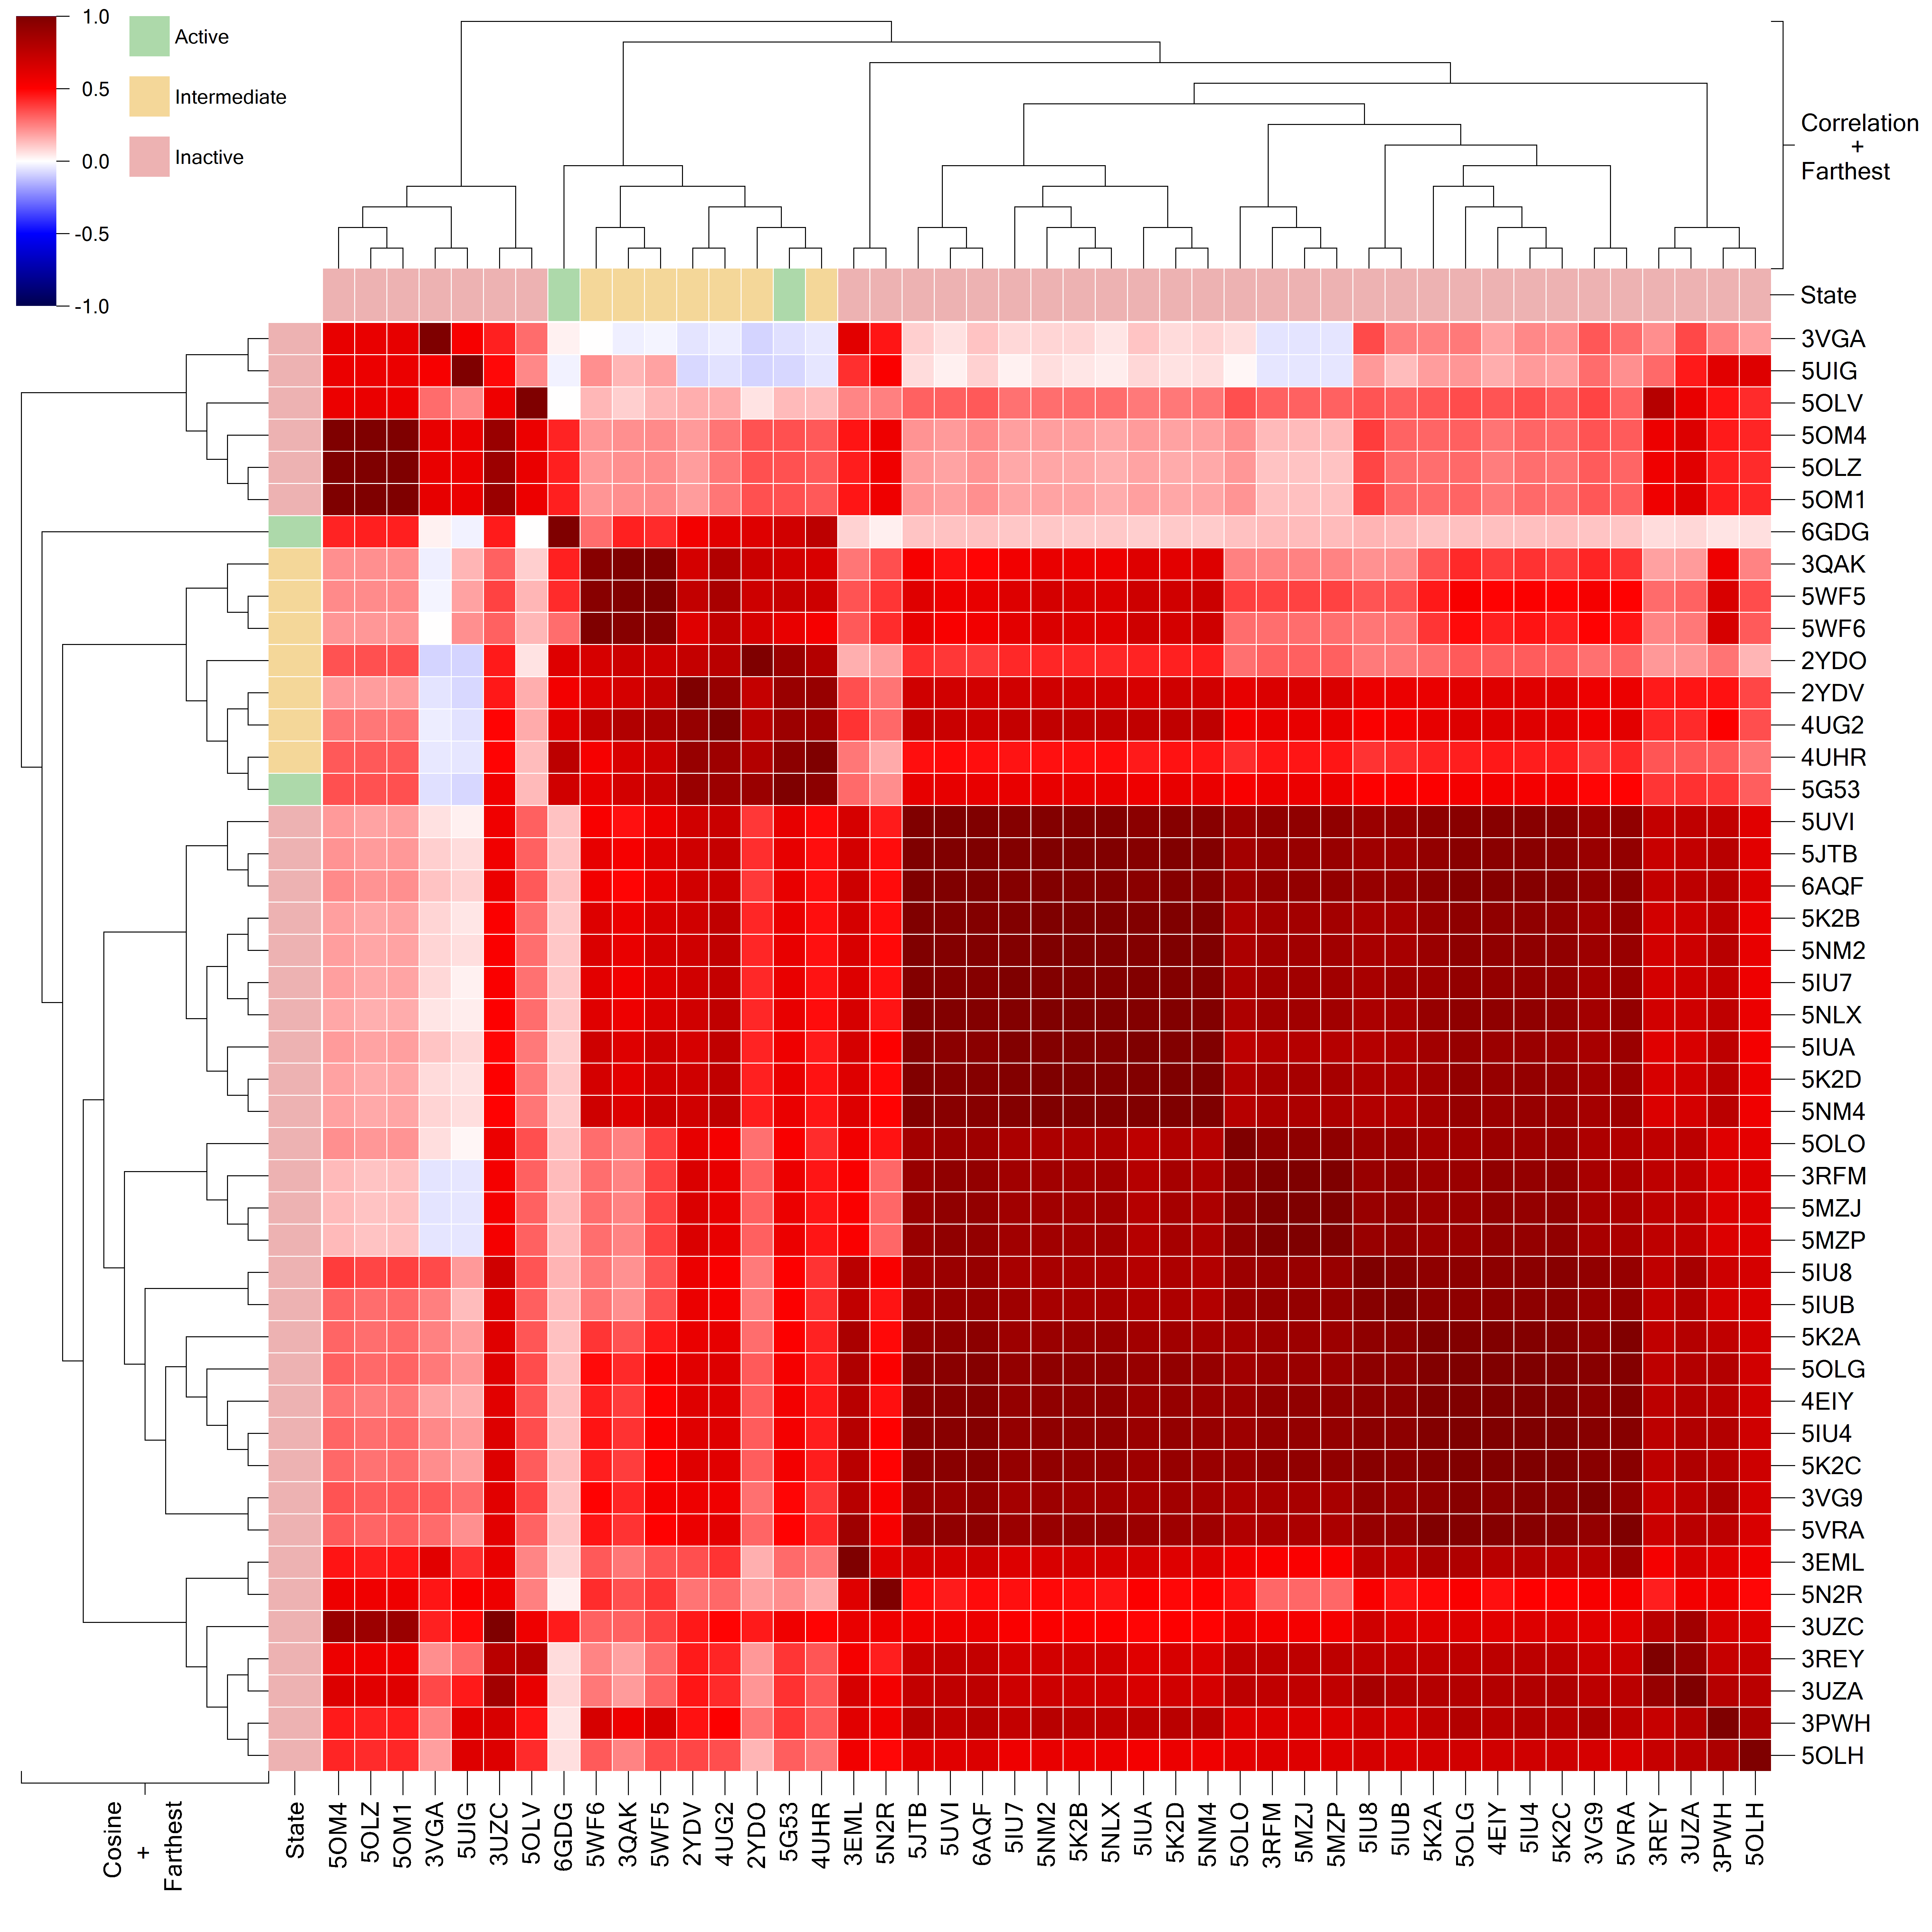 1.0
0.5
0.0
-0.5
-1.0
Active
Intermediate
Inactive
Correlation
+
Farthest
State
3VGA
5UIG
5OLV
5OM4
5OLZ
5OM1
6GDG
3QAK
5WF5
5WF6
2YDO
2YDV
4UG2
4UHR
5G53
5UVI
5JTB
6AQF
5K2B
5NM2
5IU7
5NLX
5IUA
5K2D
5NM4
5OLO
3RFM
5MZJ
5MZP
5IU8
5IUB
5K2A
5OLG
4EIY
5IU4
5K2C
3VG9
5VRA
3EML
5N2R
3UZC
3REY
3UZA
3PWH
5OLH
Cosine
+
Farthest
State
5OM4
5OLZ
5OM1
3VGA
5UIG
3UZC
5OLV
6GDG
5WF6
3QAK
5WF5
2YDV
4UG2
2YDO
5G53
4UHR
3EML
5N2R
5JTB
5UVI
6AQF
5IU7
5NM2
5K2B
5NLX
5IUA
5K2D
5NM4
5OLO
3RFM
5MZJ
5MZP
5IU8
5IUB
5K2A
5OLG
4EIY
5IU4
5K2C
3VG9
5VRA
3REY
3UZA
3PWH
5OLH